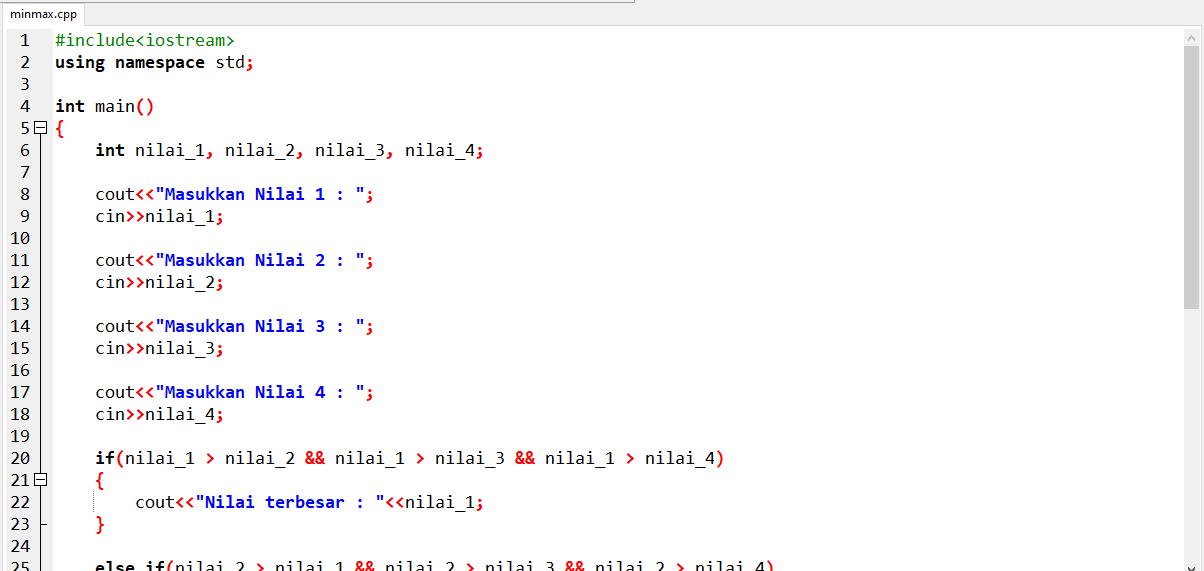 minmax.cpp
1 #include<iostream>
2 using namespace std;
3
4 int main()
5 {
6 int nilai_1, nilai_2, nilai_3, nilai_4;
7
8 cout<<"Masukkan Nilai 1 : ";
9 cin>>nilai_1;
10
11 cout<<"Masukkan Nilai 2 : ";
12 cin>>nilai_2;
13
14 cout<<"Masukkan Nilai 3 : ";
15 cin>>nilai_3;
16
17 cout<<"Masukkan Nilai 4 : ";
18 cin>>nilai_4;
19
20 if(nilai_1 > nilai_2 && nilai_1 > nilai_3 && nilai_1 > nilai_4)
21 {
22 cout<<"Nilai terbesar : "<<nilai_1;
23 }
24
25 else if(nilai_2 > nilai_1 && nilai_2 > nilai_3 && nilai_2 > nilai_4)